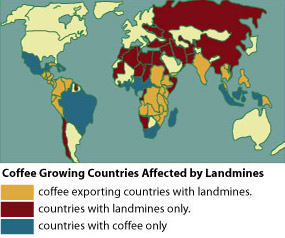 Coffee Growing Countries Affected by Landmines
coffee exporting countries with landmines.
countries with landmines only.
countries with coffee only